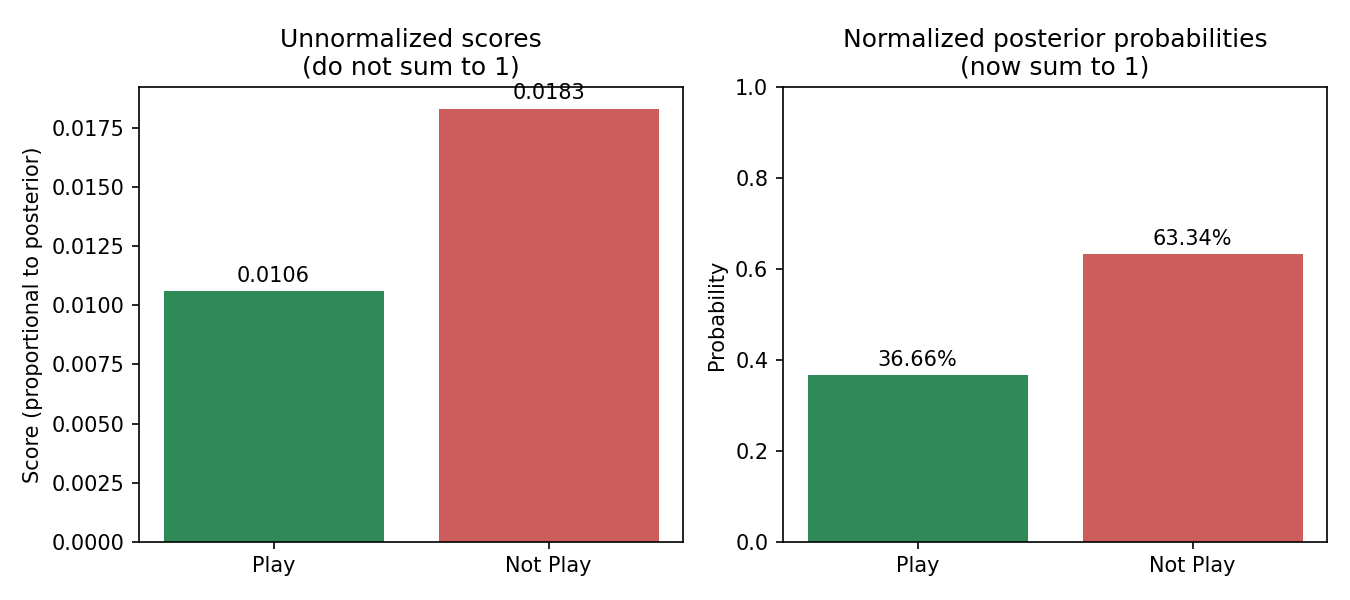 Unnormalized scores
(do not sum to 1)
Score (proportional to posterior)
0.0175
0.0150
0.0125
0.0100
0.0075
0.0050
0.0025
0.0000
0.0106
0.0183
Play
Not Play
Normalized posterior probabilities
(now sum to 1)
Probability
1.0
0.8
0.6
0.4
0.2
0.0
36.66%
63.34%
Play
Not Play